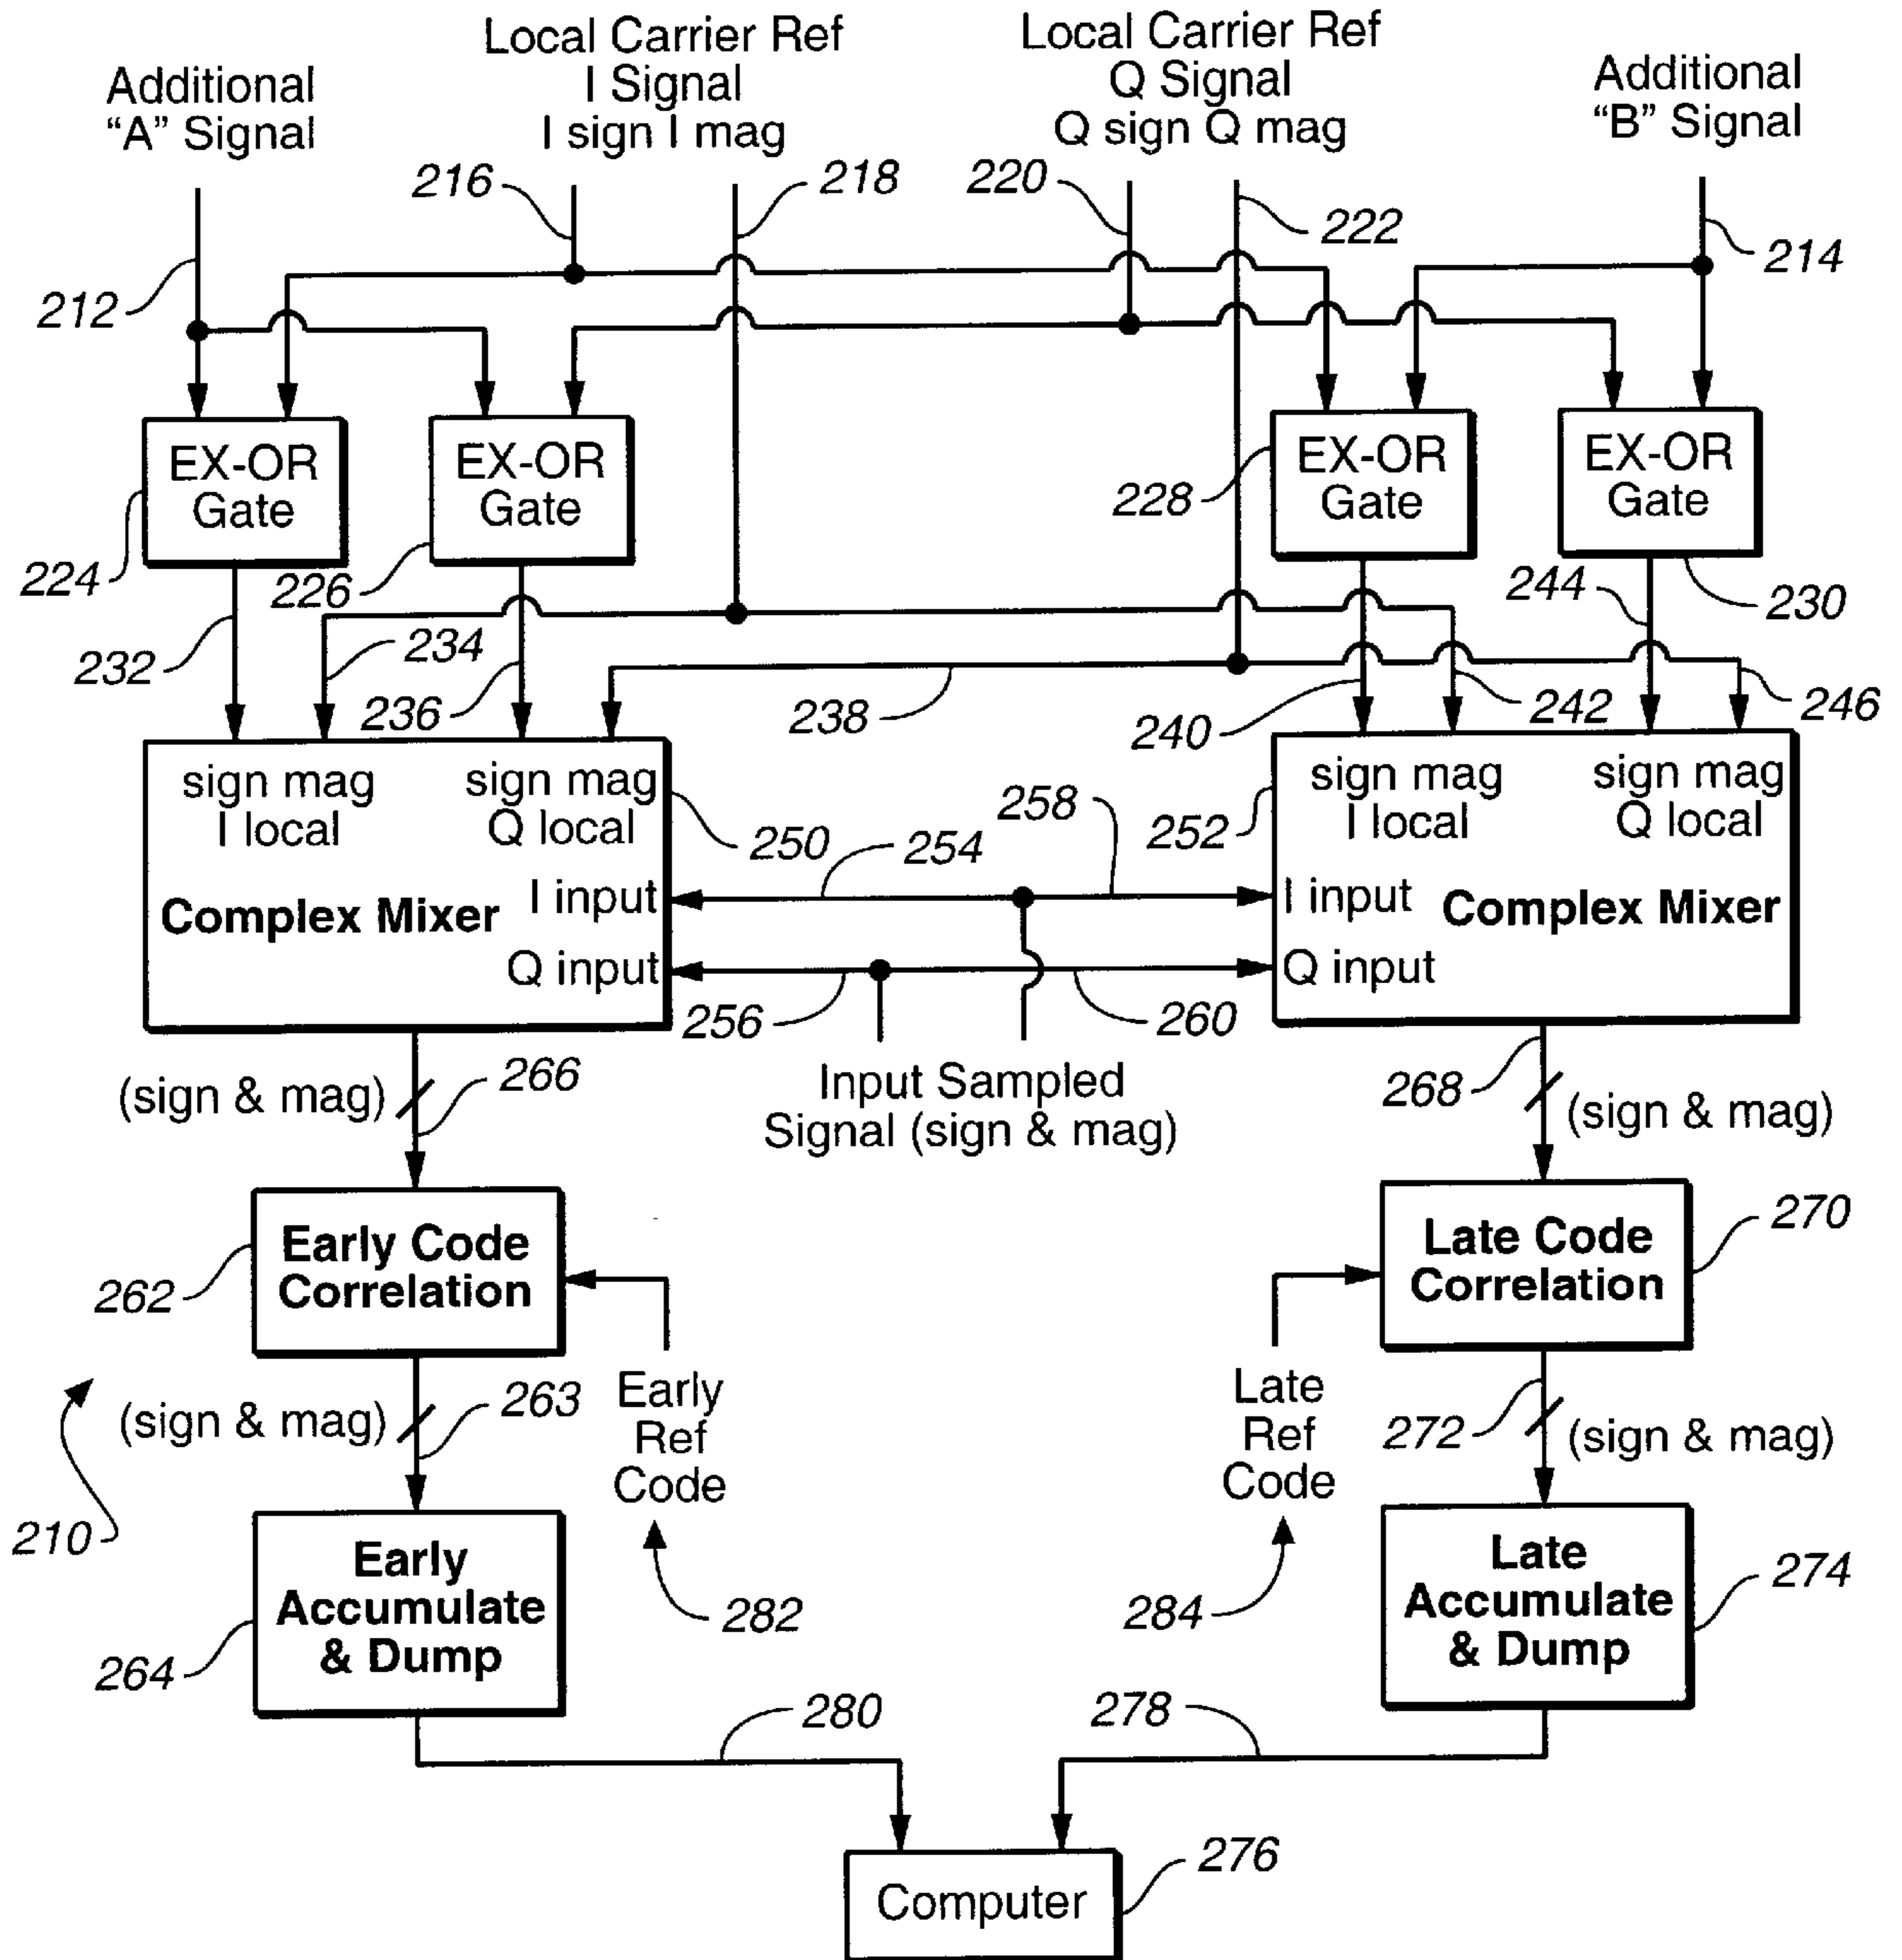 Additional
“A” Signal
Local Carrier Ref
I Signal
I sign I mag
Local Carrier Ref
Q Signal
Q sign Q mag
Additional
“B” Signal
216
218
220
222
214
212
EX-OR
Gate
EX-OR
Gate
EX-OR
Gate
EX-OR
Gate
224
226
228
230
232
234
236
238
240
242
244
246
sign mag
I local
sign mag
Q local
250
Complex Mixer
I input
Q input
254
258
252
sign mag
I local
sign mag
Q local
I input
Q input
Complex Mixer
256
260
Input Sampled
Signal (sign & mag)
(sign & mag)
266
268
(sign & mag)
Early Code
Correlation
262
Late Code
Correlation
270
(sign & mag)
263
Early
Ref
Code
282
Late
Ref
Code
284
272
(sign & mag)
210
Early
Accumulate
& Dump
264
Late
Accumulate
& Dump
274
280
278
Computer
276